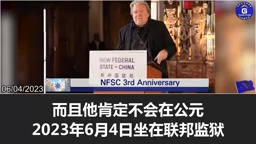 NEW FEDERAL
STATE OF CHINA
新中國聯邦
NFSC 3rd Anniversary
06/04/2023
而且他肯定不会在公元
2023年6月4日坐在联邦监狱